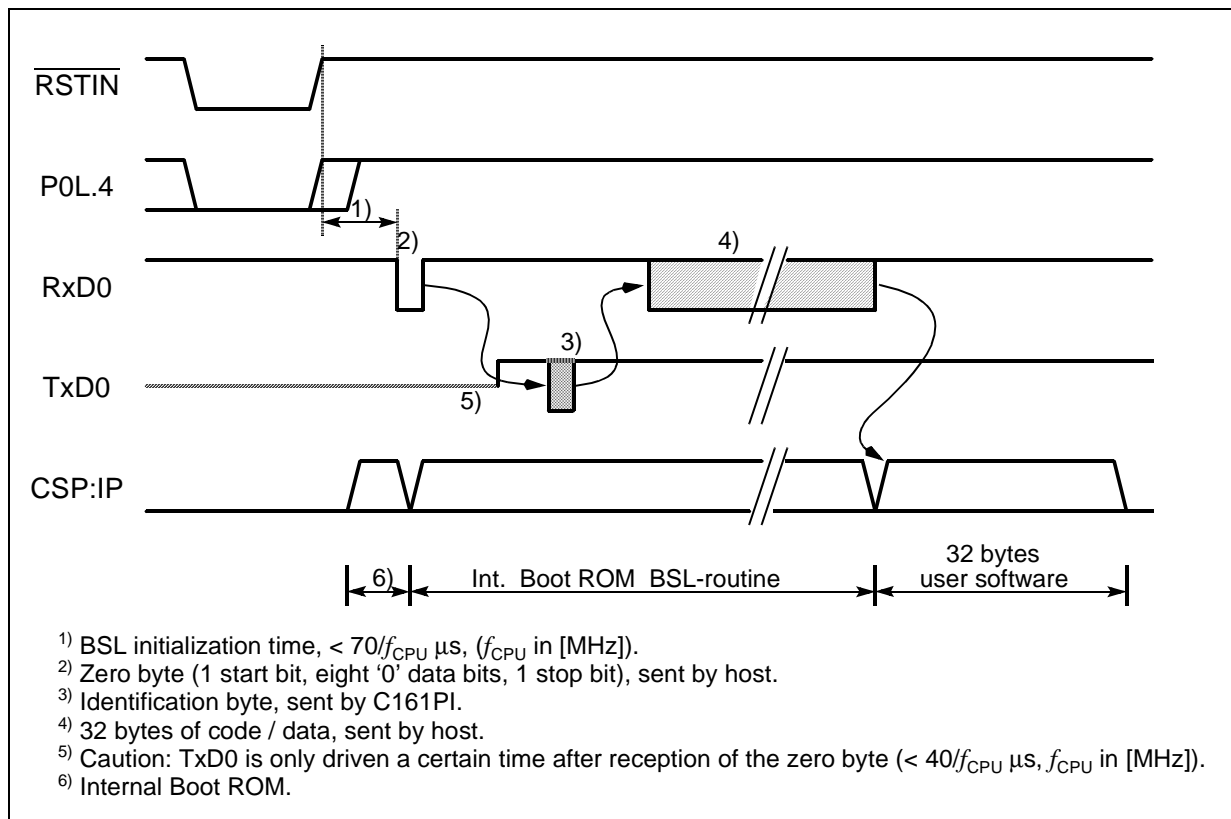 RSTIN
P0L.4
1)
2)
4)
RxD0
3)
TxD0
5)
CSP:IP
32 bytes
6)
Int. Boot ROM BSL-routine
user software
1) BSL initialization time, < 70/fCPU µs, (fCPU in [MHz]).
2) Zero byte (1 start bit, eight ‘0’ data bits, 1 stop bit), sent by host.
3) Identification byte, sent by C161PI.
4) 32 bytes of code / data, sent by host.
5) Caution: TxD0 is only driven a certain time after reception of the zero byte (< 40/fCPU µs, fCPU in [MHz]).
6) Internal Boot ROM.